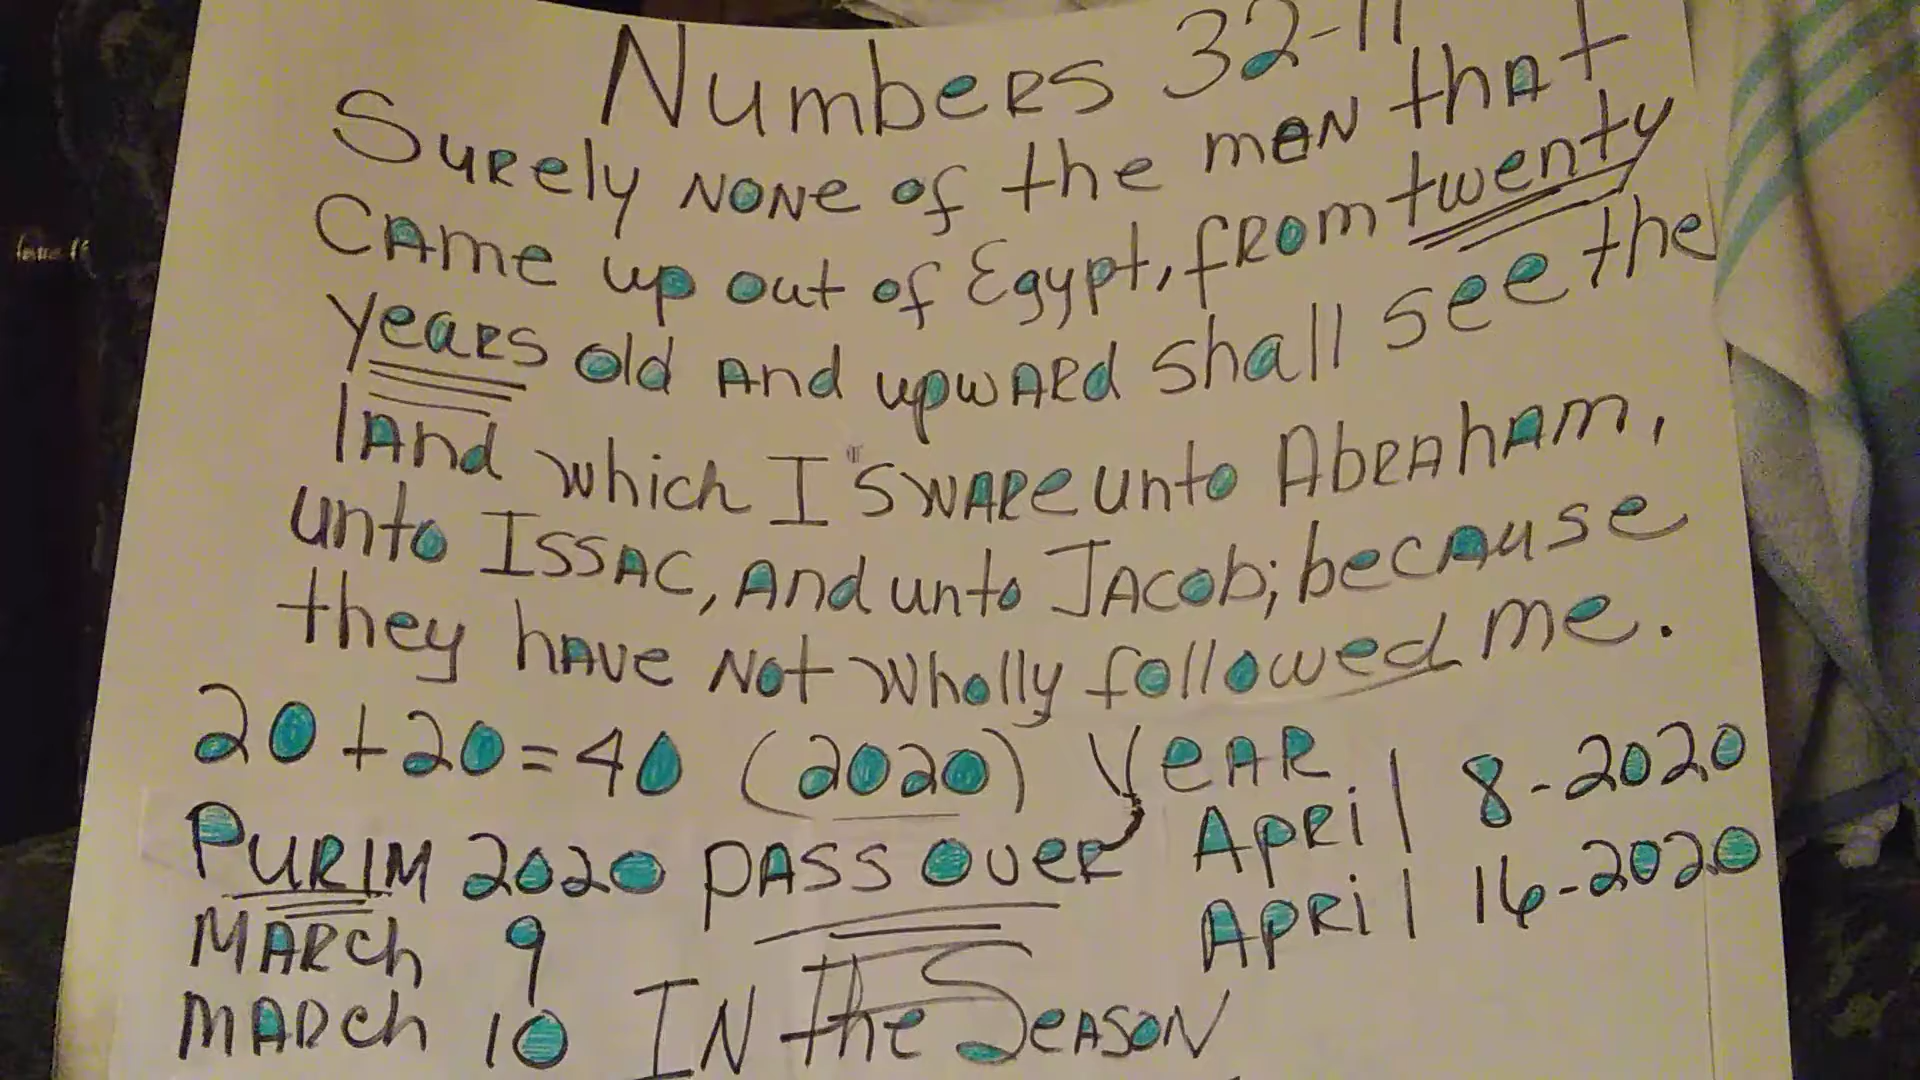 Numbers 32-11
Surely none of the men that
came up out of Egypt, from twenty
years old and upward shall see the
land which I sware unto Abraham,
unto Issac, and unto Jacob; because
they have not wholly followed me.
20+20=40 (2020) Year
Purim 2020 Pass over April 8-2020
March 9 April 16-2020
March 10 In the Season